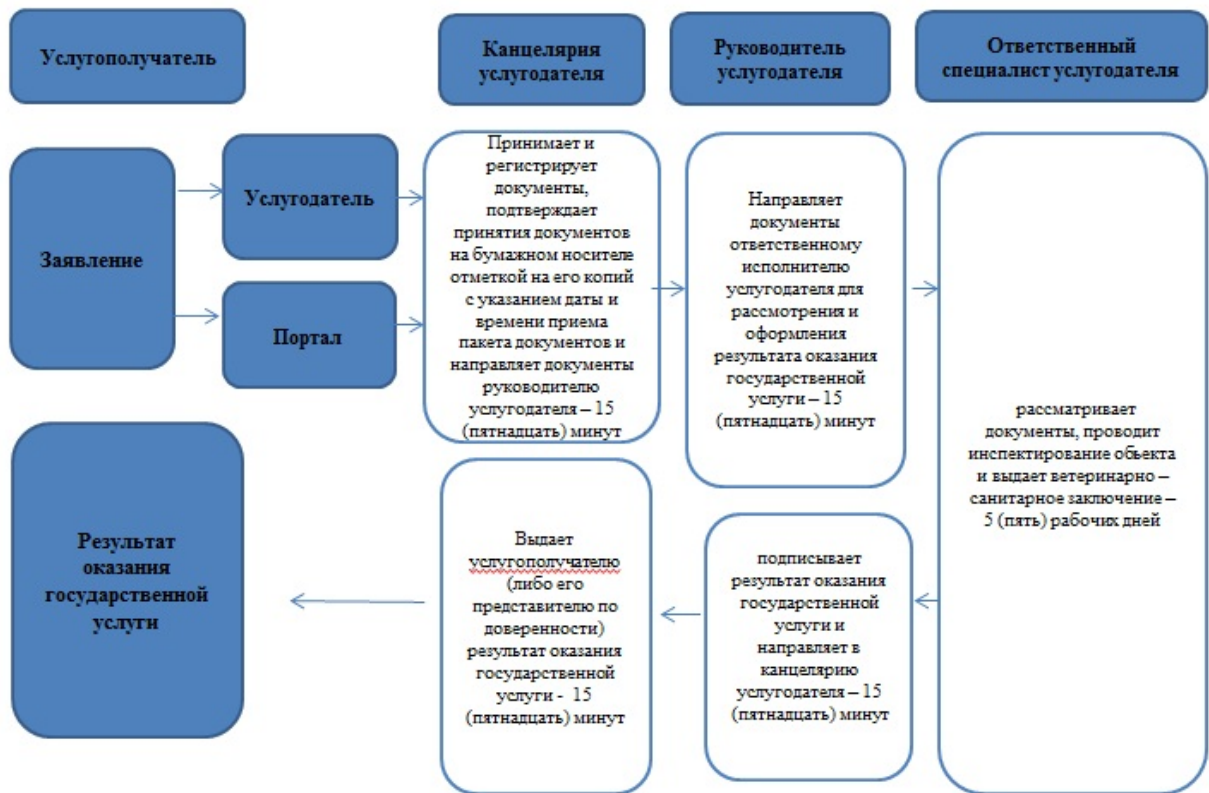 Услугополучатель
Канцелярия
услугодателя
Руководитель
услугодателя
Ответственный
специалист услугодателя
Заявление
Услугодатель
Портал
Принимает и
регистрирует
документы,
подтверждает
принятия документов
на бумажном носителе
отметкой на его копий
с указанием даты и
времени приема
пакета документов и
направляет документы
руководителю
услугодателя – 15
(пятнадцать) минут
Направляет
документы
ответственному
исполнителю
услугодателя для
рассмотрения и
оформления
результата оказания
государственной
услуги – 15
(пятнадцать) минут
рассматривает
документы, проводит
инспектирование обьекта
и выдает ветеринарно –
санитарное заключение –
5 (пять) рабочих дней
подписывает
результат оказания
государственной
услуги и
направляет в
канцелярию
услугодателя – 15
(пятнадцать) минут
Выдает
услугополучателю
(либо его
представителю по
доверенности)
результат оказания
государственной
услуги - 15
(пятнадцать) минут
Результат
оказания
государственной
услуги